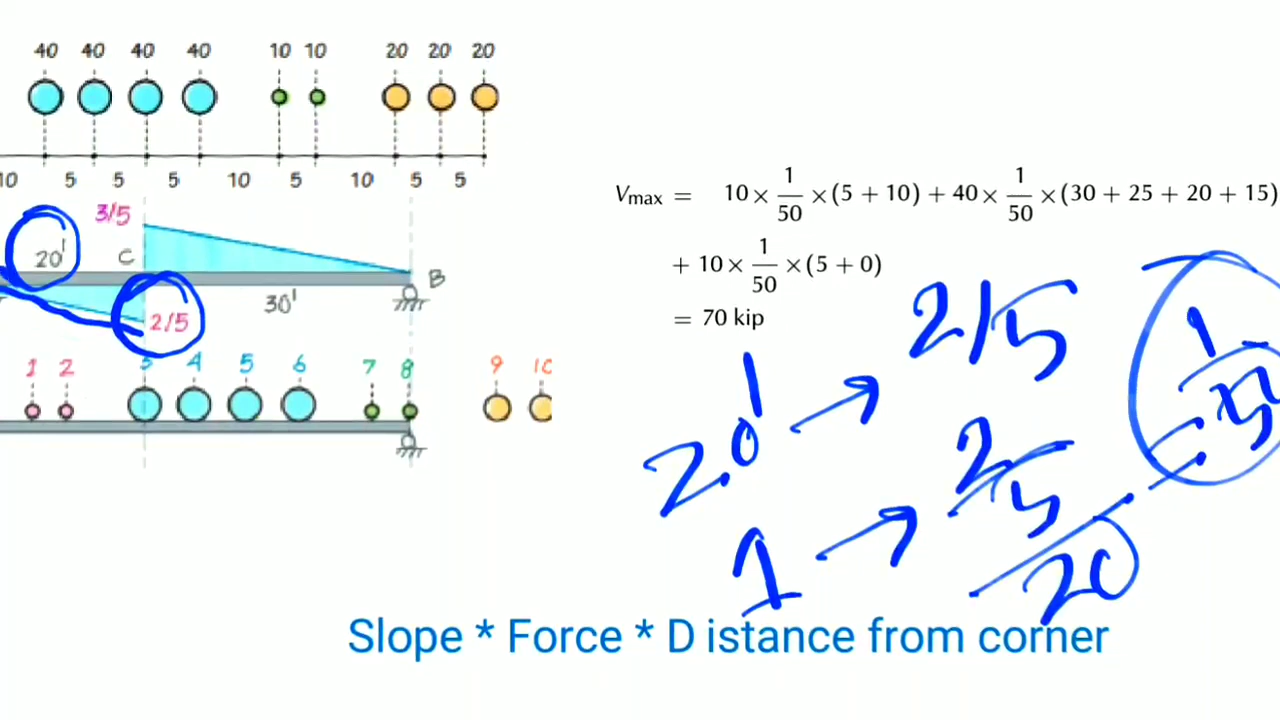 40 40 40 40 10 10 20 20 20
10 5 5 5 10 5 10 5 5
3/5
20' C B
30'
2/5
1 2 3 4 5 6 7 8 9 10
Vmax = 10 × 1/50 × (5 + 10) + 40 × 1/50 × (30 + 25 + 20 + 15)
+ 10 × 1/50 × (5 + 0)
= 70 kip
20' → 2/5
1 → 2/5/20
Slope * Force * D istance from corner